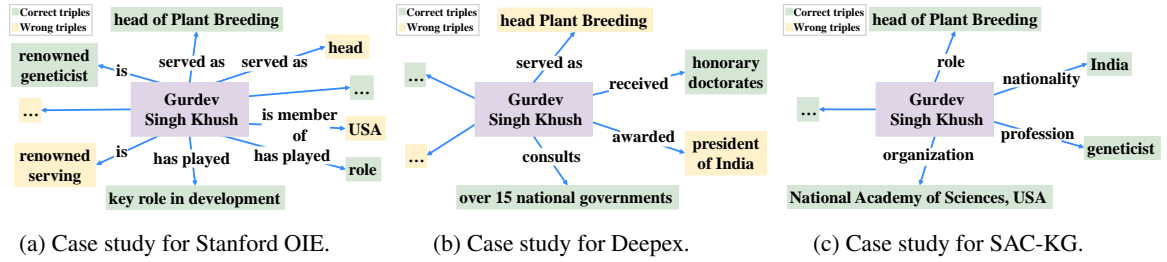 Correct triples
Wrong triples
head of Plant Breeding
renowned
geneticist
is
served as
served as
head
...
Gurdev
Singh Khush
...
is member
of
USA
renowned
serving
is
has played
has played
role
key role in development
(a) Case study for Stanford OIE.
Correct triples
Wrong triples
head Plant Breeding
served as
...
received
honorary
doctorates
Gurdev
Singh Khush
...
awarded
president
of India
consults
over 15 national governments
(b) Case study for Deepex.
Correct triples
Wrong triples
head of Plant Breeding
role
India
nationality
...
Gurdev
Singh Khush
profession
geneticist
organization
National Academy of Sciences, USA
(c) Case study for SAC-KG.